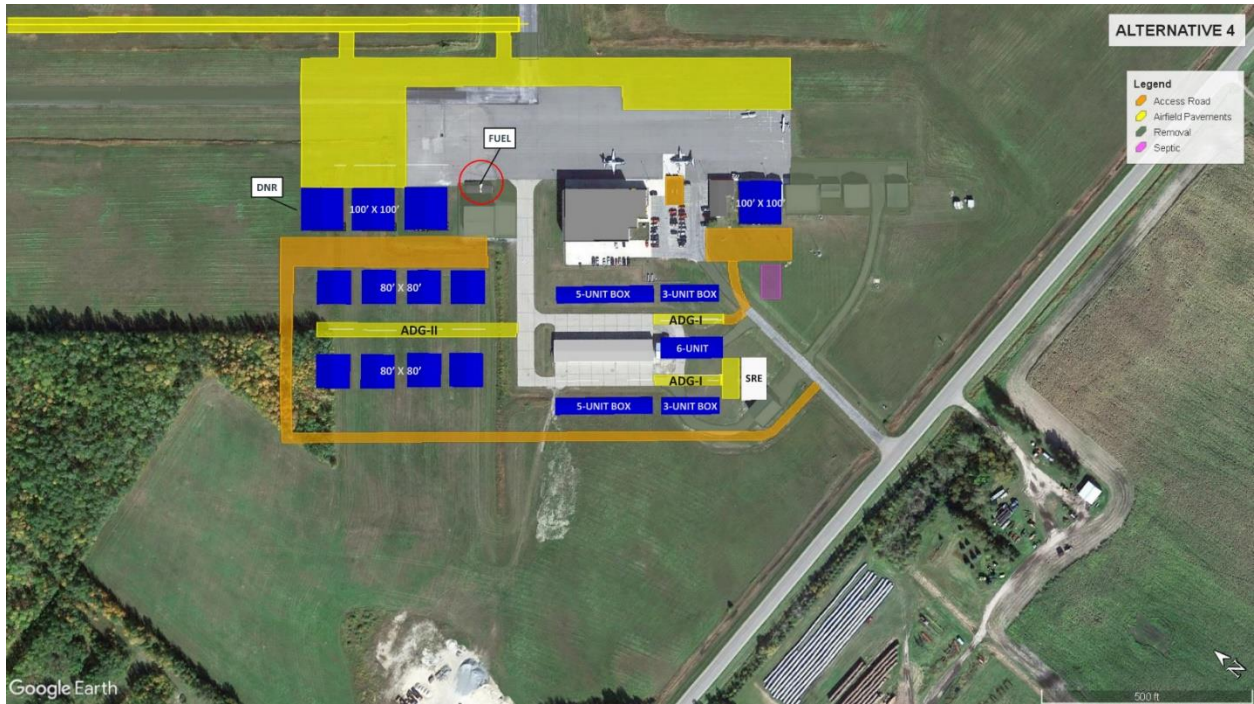 ALTERNATIVE 4
Legend
Access Road
Airfield Pavements
Removal
Septic
FUEL
DNR
100' X 100'
100' X 100'
80' X 80'
5-UNIT BOX
3-UNIT BOX
ADG-II
ADG-I
6-UNIT
80' X 80'
ADG-I
SRE
5-UNIT BOX
3-UNIT BOX
Google Earth
N
500 ft